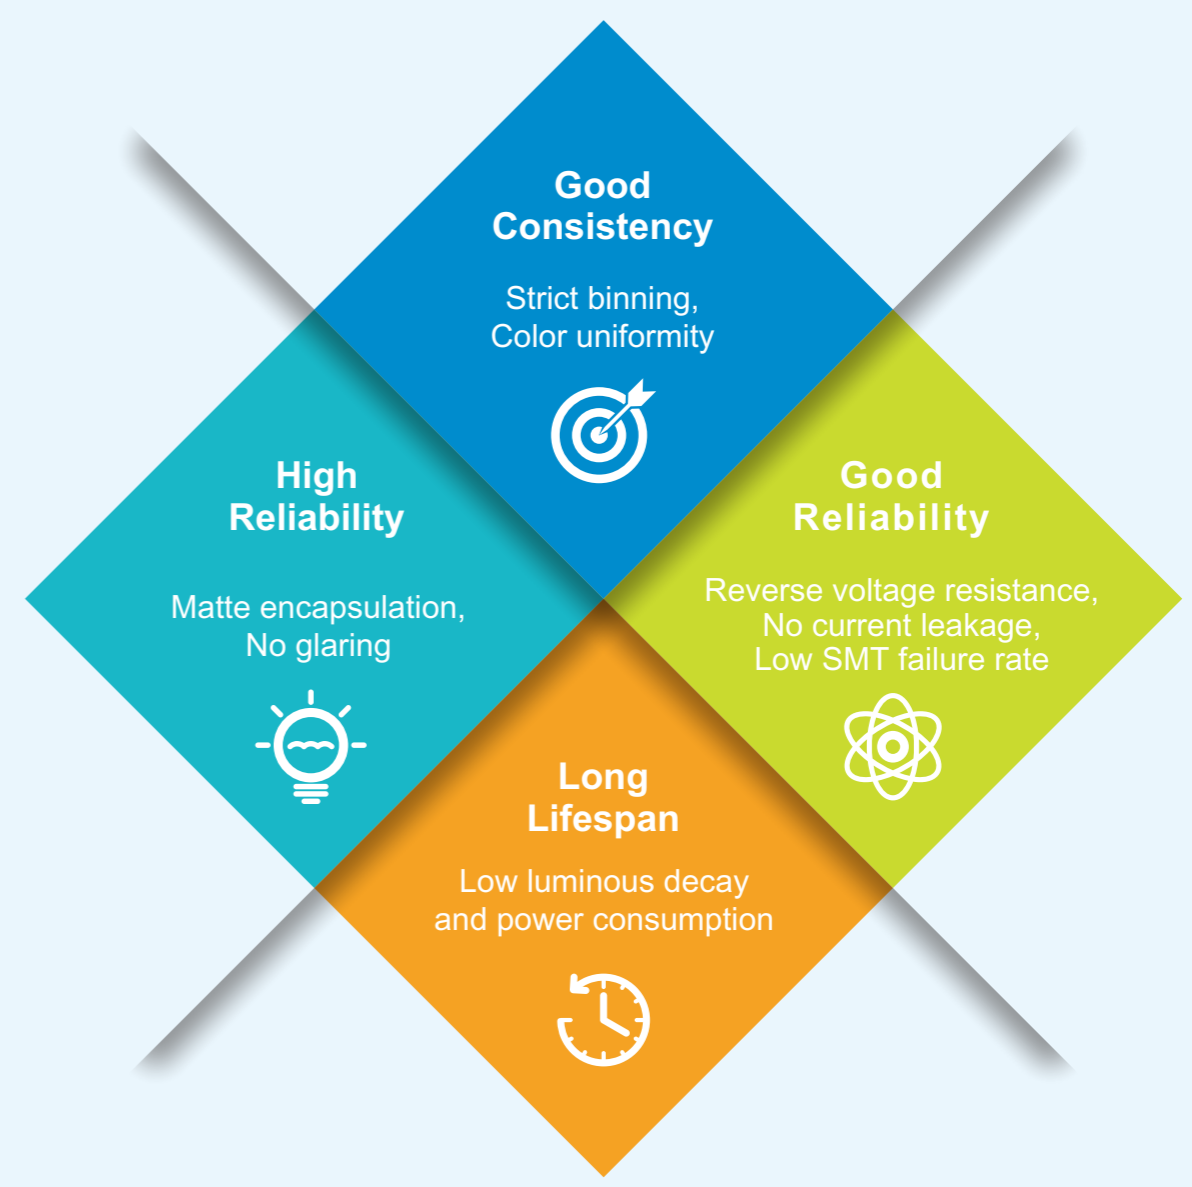 Good
Consistency
Strict binning,
Color uniformity
High
Reliability
Matte encapsulation,
No glaring
Good
Reliability
Reverse voltage resistance,
No current leakage,
Low SMT failure rate
Long
Lifespan
Low luminous decay
and power consumption